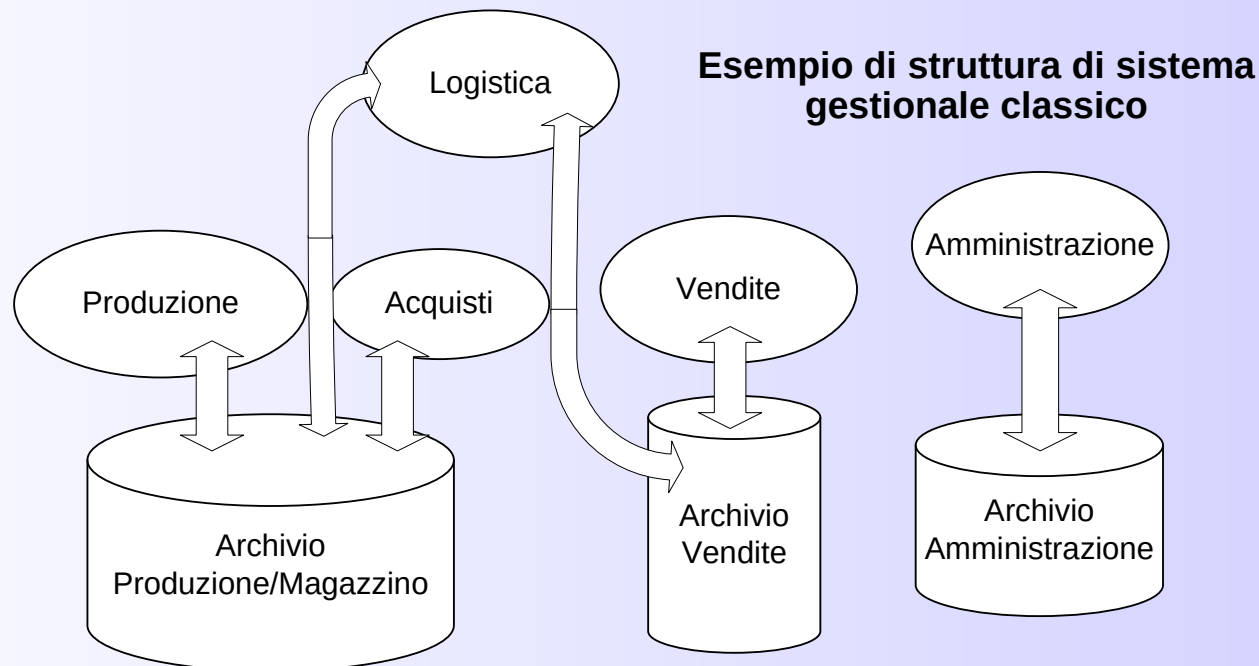 Esempio di struttura di sistema
gestionale classico
Logistica
Produzione
Acquisti
Vendite
Amministrazione
Archivio
Produzione/Magazzino
Archivio
Vendite
Archivio
Amministrazione